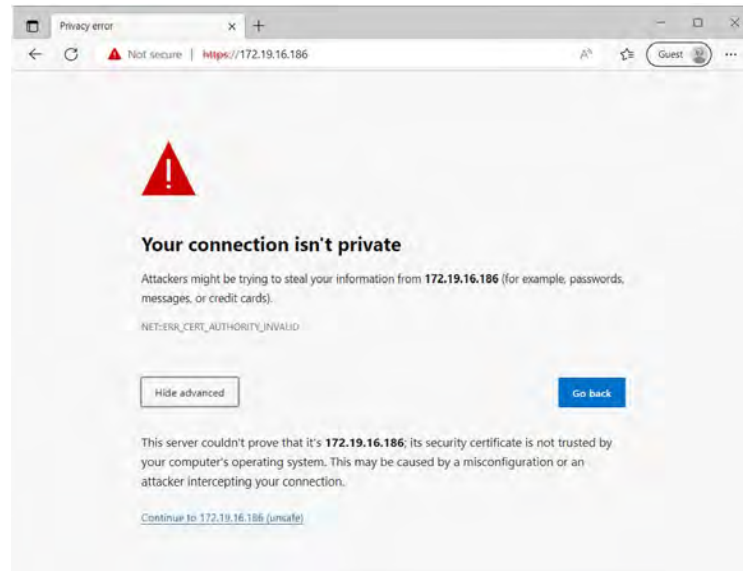 Privacy error
Not secure | https://172.19.16.186
Guest
Your connection isn't private
Attackers might be trying to steal your information from 172.19.16.186 (for example, passwords,
messages, or credit cards).
NET::ERR_CERT_AUTHORITY_INVALID
Hide advanced
Go back
This server couldn't prove that it's 172.19.16.186; its security certificate is not trusted by
your computer's operating system. This may be caused by a misconfiguration or an
attacker intercepting your connection.
Continue to 172.19.16.186 (unsafe)